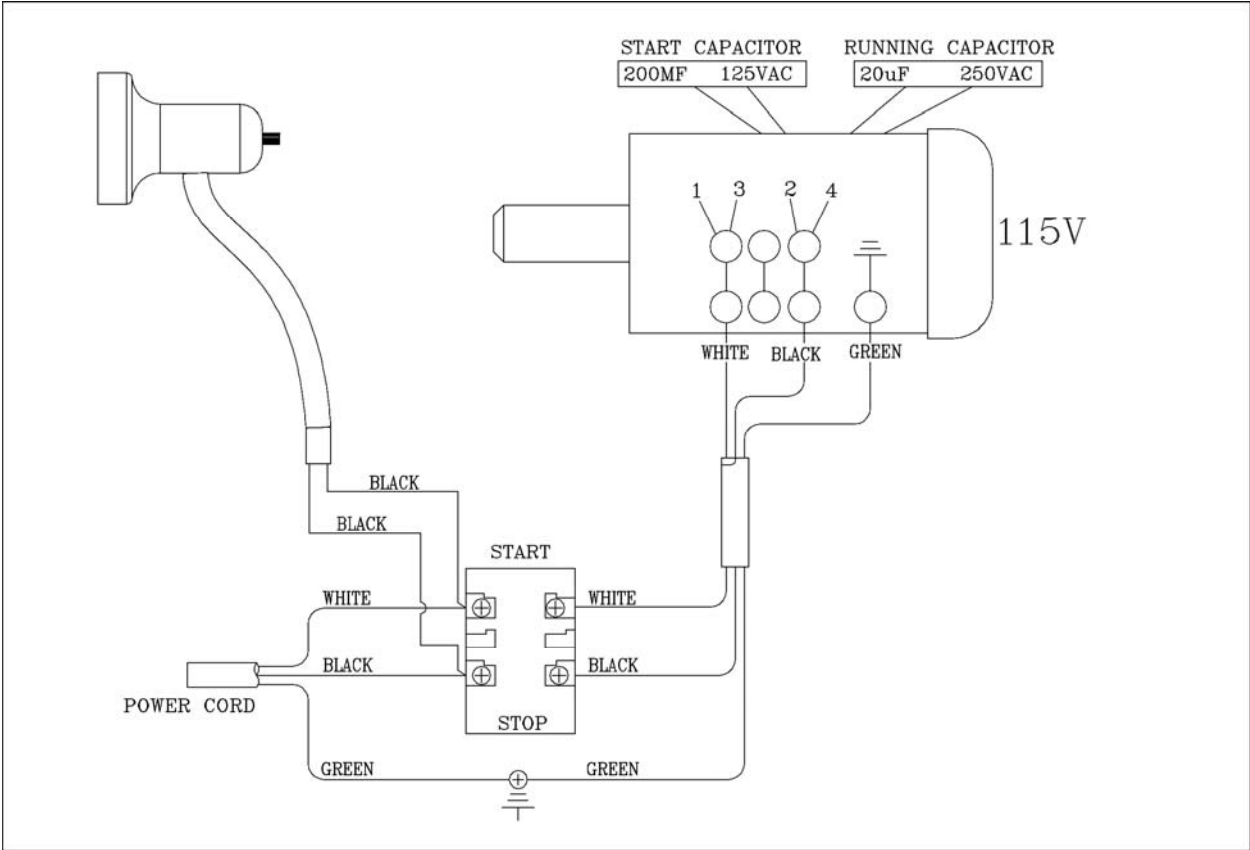 START CAPACITOR
200MF 125VAC
RUNNING CAPACITOR
20uF 250VAC
1 3 2 4
115V
WHITE BLACK GREEN
BLACK
BLACK
START
WHITE
WHITE
BLACK
BLACK
POWER CORD
STOP
GREEN
GREEN